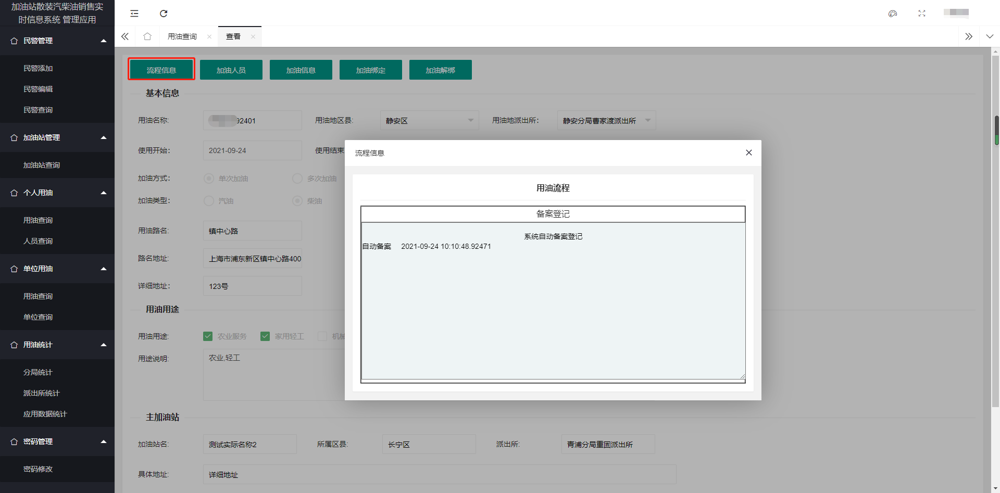 加油站散装汽柴油销售实
时信息系统 管理应用
民警管理
民警添加
民警编辑
民警查询
加油站管理
加油站查询
个人用油
用油查询
人员查询
单位用油
用油查询
单位查询
用油统计
分局统计
派出所统计
应用数据统计
密码管理
密码修改
用油查询
查看
流程信息
加油人员
加油信息
加油绑定
加油解绑
基本信息
用油名称:
92401
用油地区县:
静安区
用油地派出所:
静安分局曹家渡派出所
使用开始:
2021-09-24
使用结束
加油方式:
单次加油
多次加油
加油类型:
汽油
柴油
用油路名:
镇中心路
路名地址:
上海市浦东新区镇中心路400
详细地址:
123号
用油用途
用油用途:
农业服务
家用轻工
机械
用途说明:
农业,轻工
主加油站
加油站名:
测试实际名称2
所属区县:
长宁区
派出所:
青浦分局重固派出所
具体地址:
详细地址
流程信息
用油流程
备案登记
系统自动备案登记
自动备案 2021-09-24 10:10:48.92471